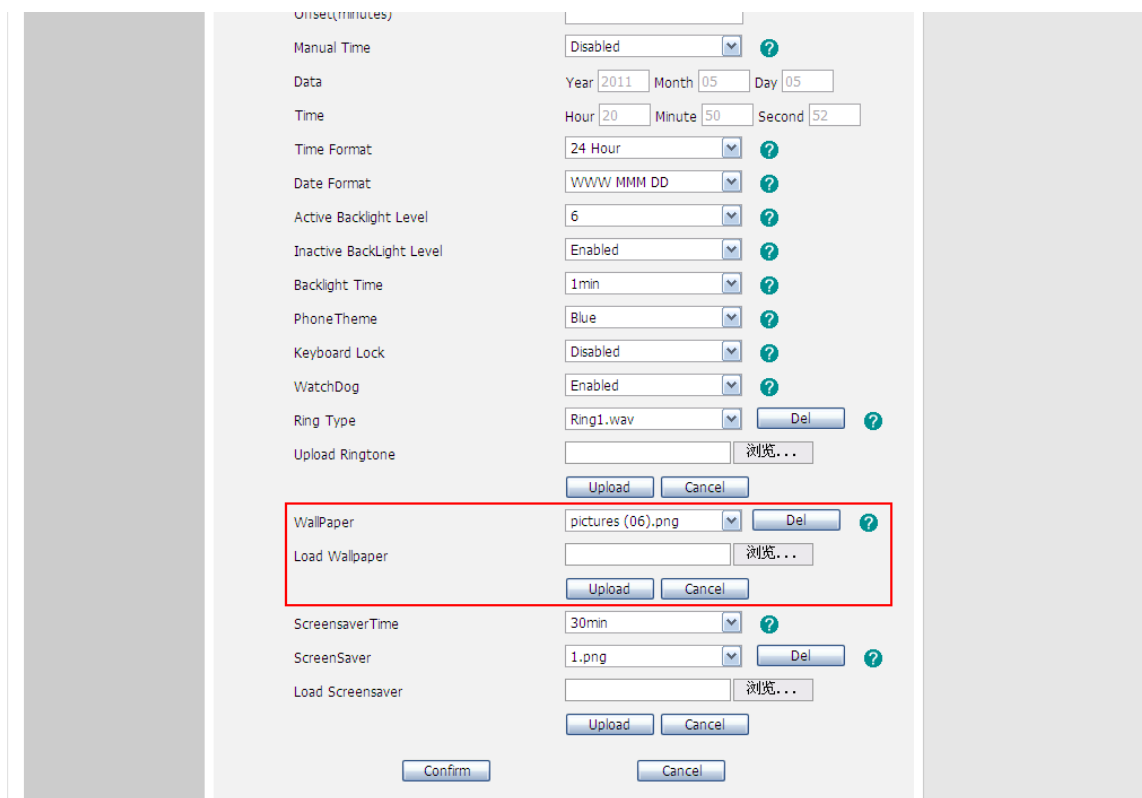 Offset(minutes)
Manual Time Disabled ?
Data Year 2011 Month 05 Day 05
Time Hour 20 Minute 50 Second 52
Time Format 24 Hour ?
Date Format WWW MMM DD ?
Active Backlight Level 6 ?
Inactive BackLight Level Enabled ?
Backlight Time 1min ?
PhoneTheme Blue ?
Keyboard Lock Disabled ?
WatchDog Enabled ?
Ring Type Ring1.wav Del ?
Upload Ringtone 浏览...
Upload Cancel
WallPaper pictures (06).png Del ?
Load Wallpaper 浏览...
Upload Cancel
ScreensaverTime 30min ?
ScreenSaver 1.png Del ?
Load Screensaver 浏览...
Upload Cancel
Confirm Cancel